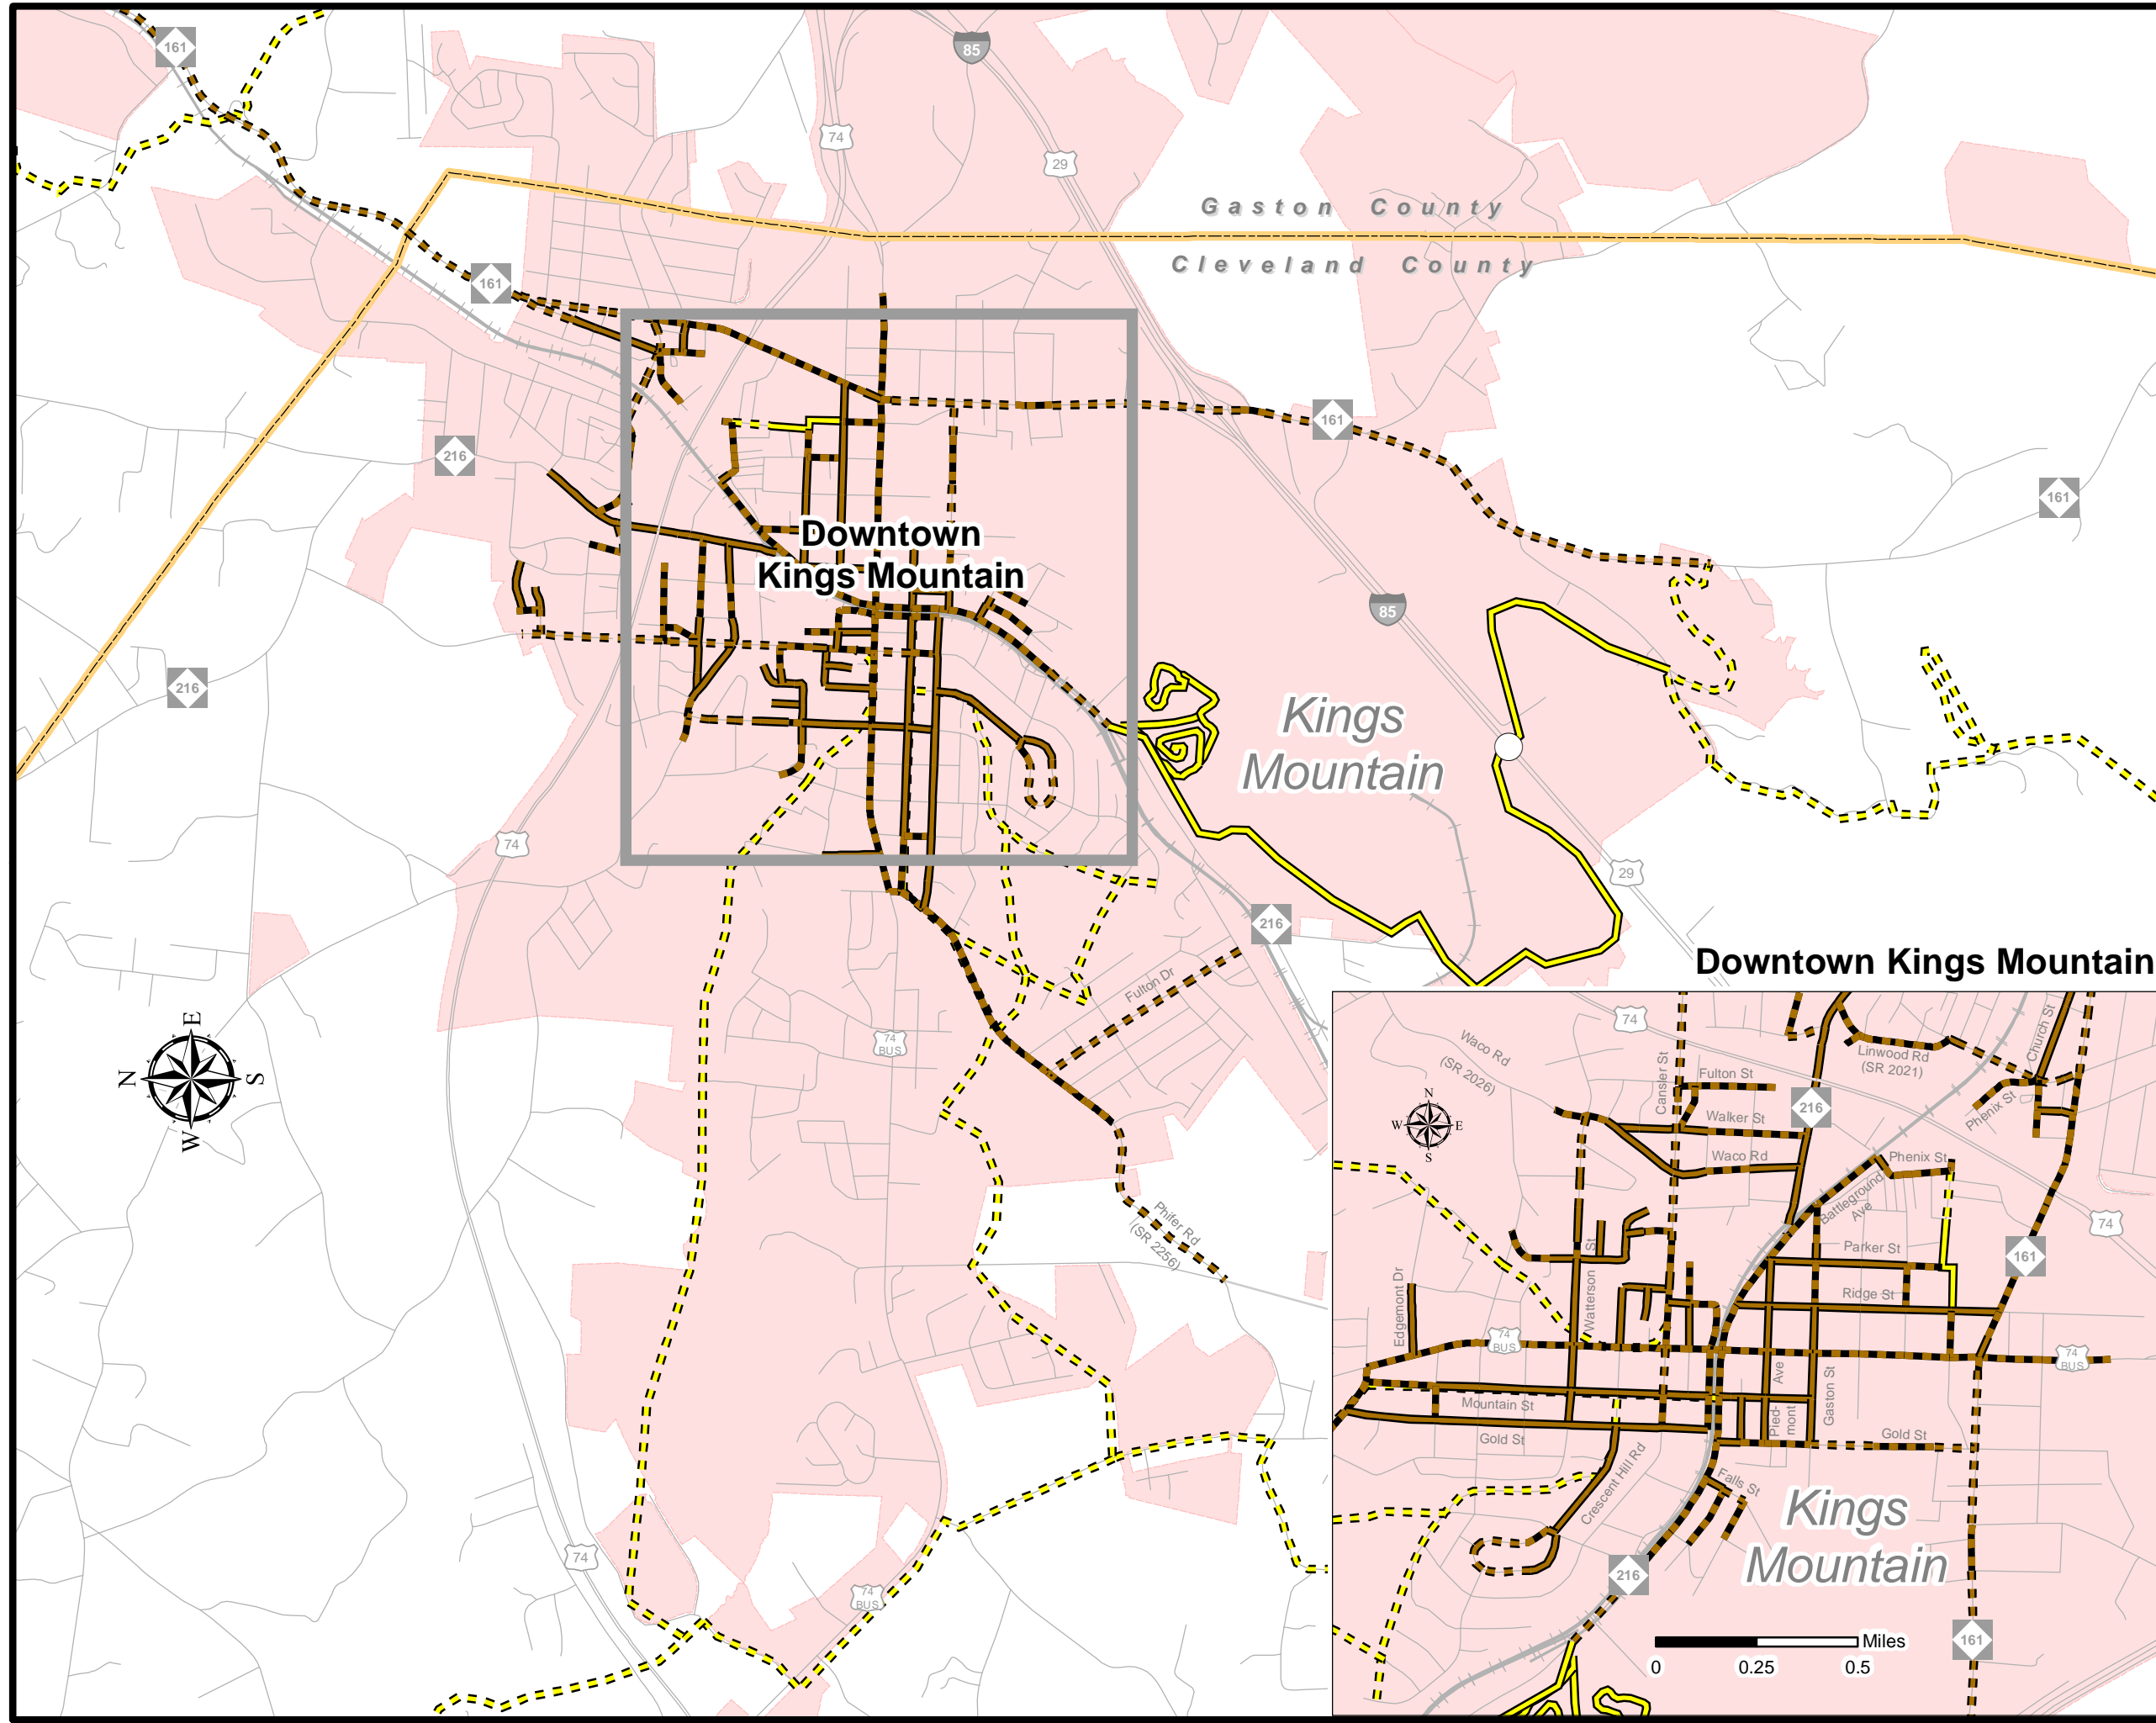 161
85
74
29
Gaston County
Cleveland County
161
161
216
161
Downtown
Kings Mountain
85
216
Kings
Mountain
74
29
216
Downtown Kings Mountain
Fulton Dr
74
BUS
N
E
S
W
Phifer Rd
(SR 2256)
74
74
BUS
74
Waco Rd
(SR 2026)
Cansler St
Fulton St
Linwood Rd
(SR 2021)
Church St
216
Walker St
Phenix St
N
W
E
S
Waco Rd
Phenix St
Battleground
Ave
74
161
Parker St
Watterson St
Edgemont Dr
Ridge St
74
BUS
74
BUS
Ave
Pied-
mont
Gaston St
Mountain St
Gold St
Gold St
Crescent Hill Rd
Falls St
Kings
Mountain
216
161
Miles
0
0.25
0.5